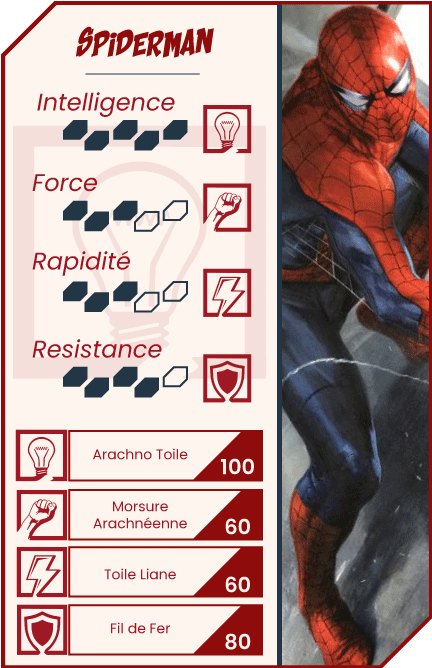 SPiDERMAN
Intelligence
Force
Rapidité
Resistance
Arachno Toile
100
Morsure
Arachnéenne
60
Toile Liane
60
Fil de Fer
80